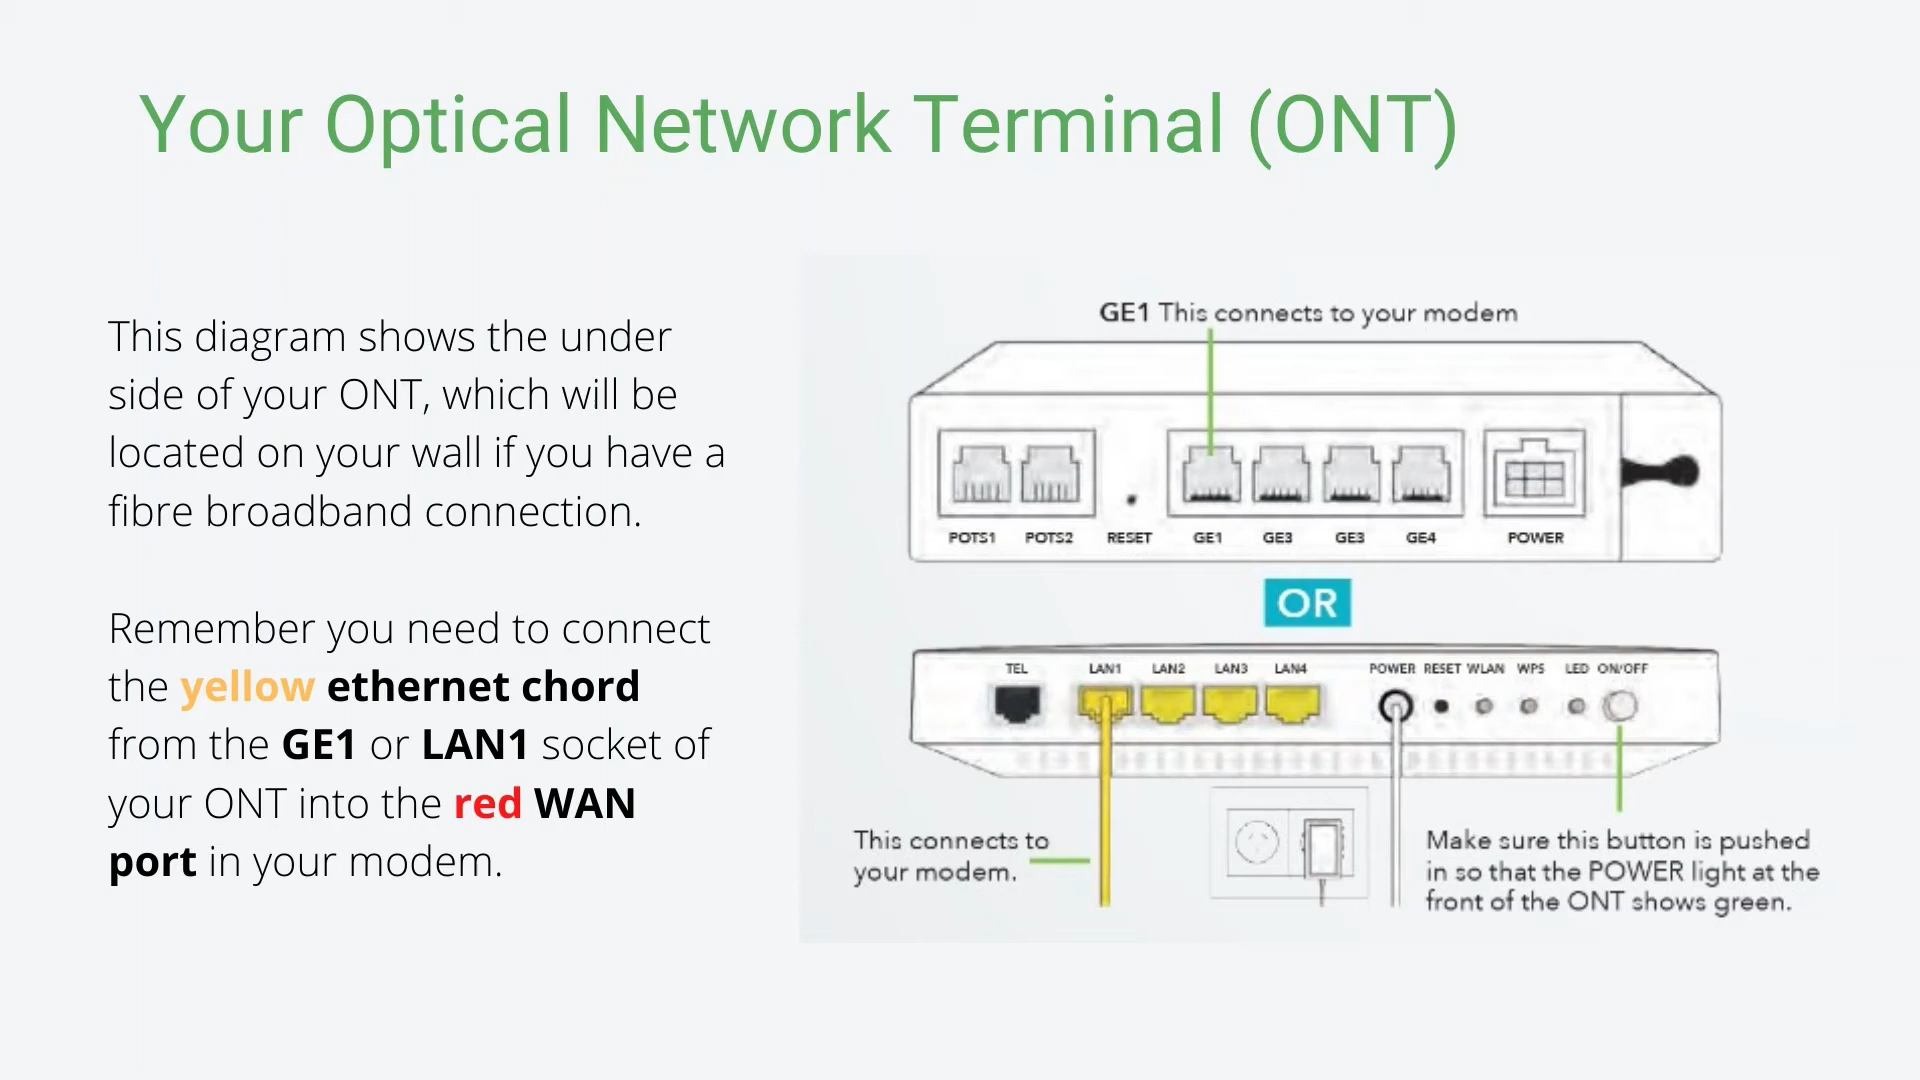 Your Optical Network Terminal (ONT)
This diagram shows the under
side of your ONT, which will be
located on your wall if you have a
fibre broadband connection.
Remember you need to connect
the yellow ethernet chord
from the GE1 or LAN1 socket of
your ONT into the red WAN
port in your modem.
GE1 This connects to your modem
POTS1 POTS2 RESET GE1 GE3 GE3 GE4 POWER
OR
TEL LAN1 LAN2 LAN3 LAN4 POWER RESET WLAN WPS LED ON/OFF
This connects to
your modem.
Make sure this button is pushed
in so that the POWER light at the
front of the ONT shows green.